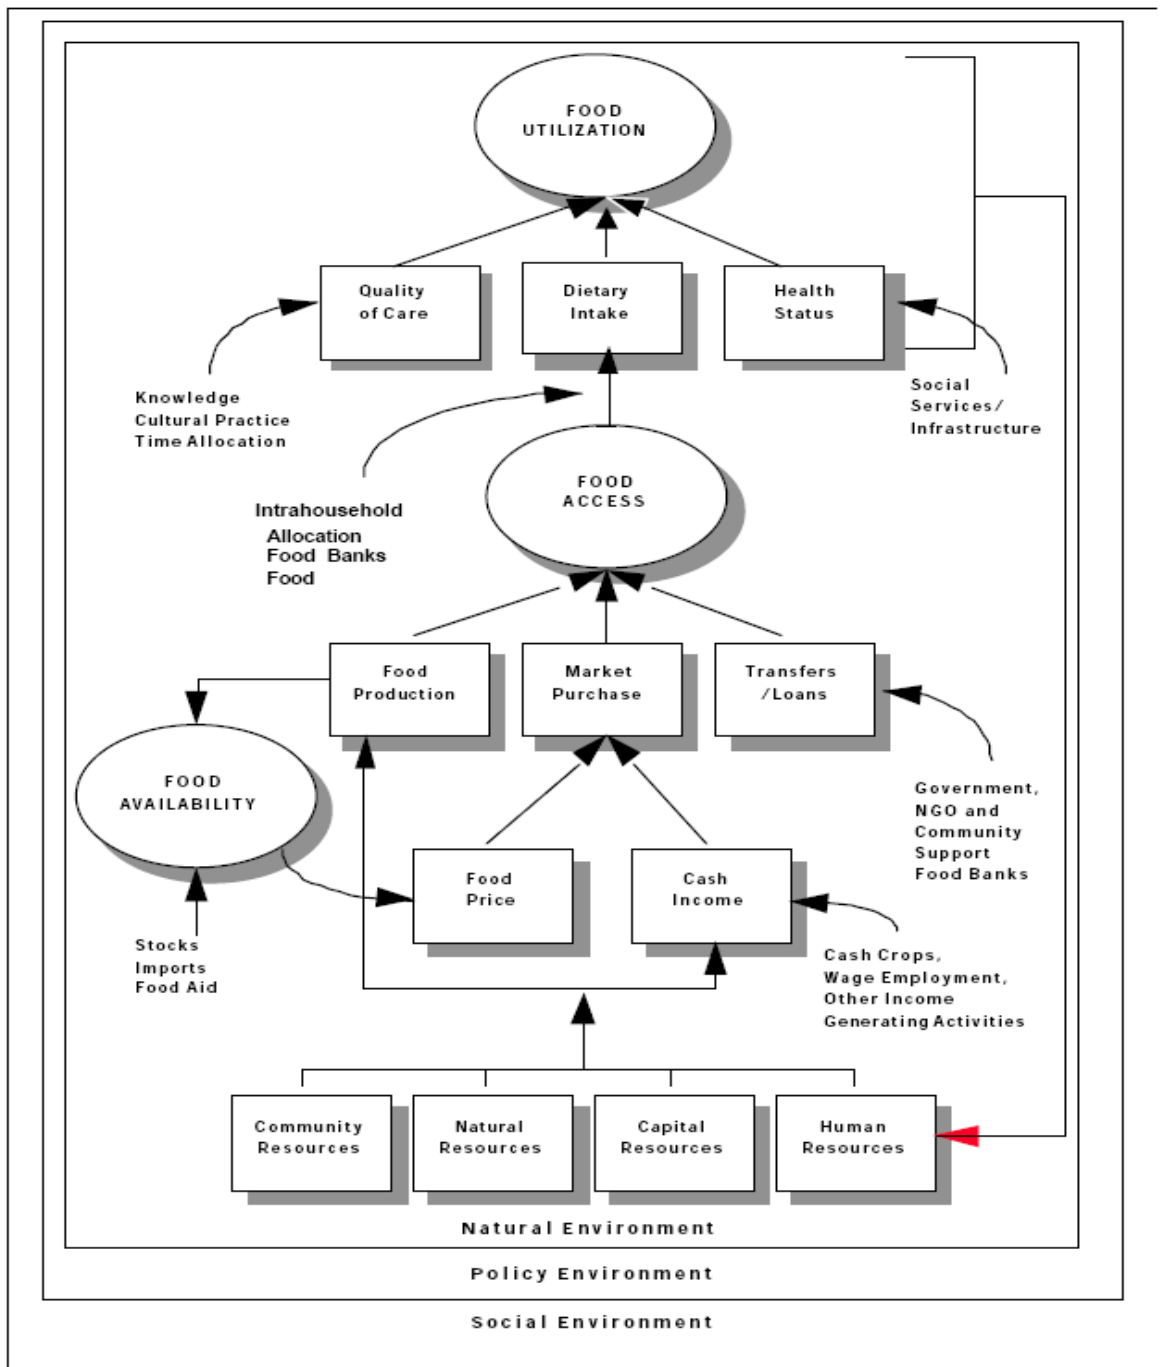 FOOD
UTILIZATION
Quality
of Care
Dietary
Intake
Health
Status
Knowledge
Cultural Practice
Time Allocation
Social
Services/
Infrastructure
Intrahousehold
Allocation
Food Banks
Food
FOOD
ACCESS
Food
Production
Market
Purchase
Transfers
/Loans
FOOD
AVAILABILITY
Government,
NGO and
Community
Support
Food Banks
Food
Price
Cash
Income
Stocks
Imports
Food Aid
Cash Crops,
Wage Employment,
Other Income
Generating Activities
Community
Resources
Natural
Resources
Capital
Resources
Human
Resources
Natural Environment
Policy Environment
Social Environment